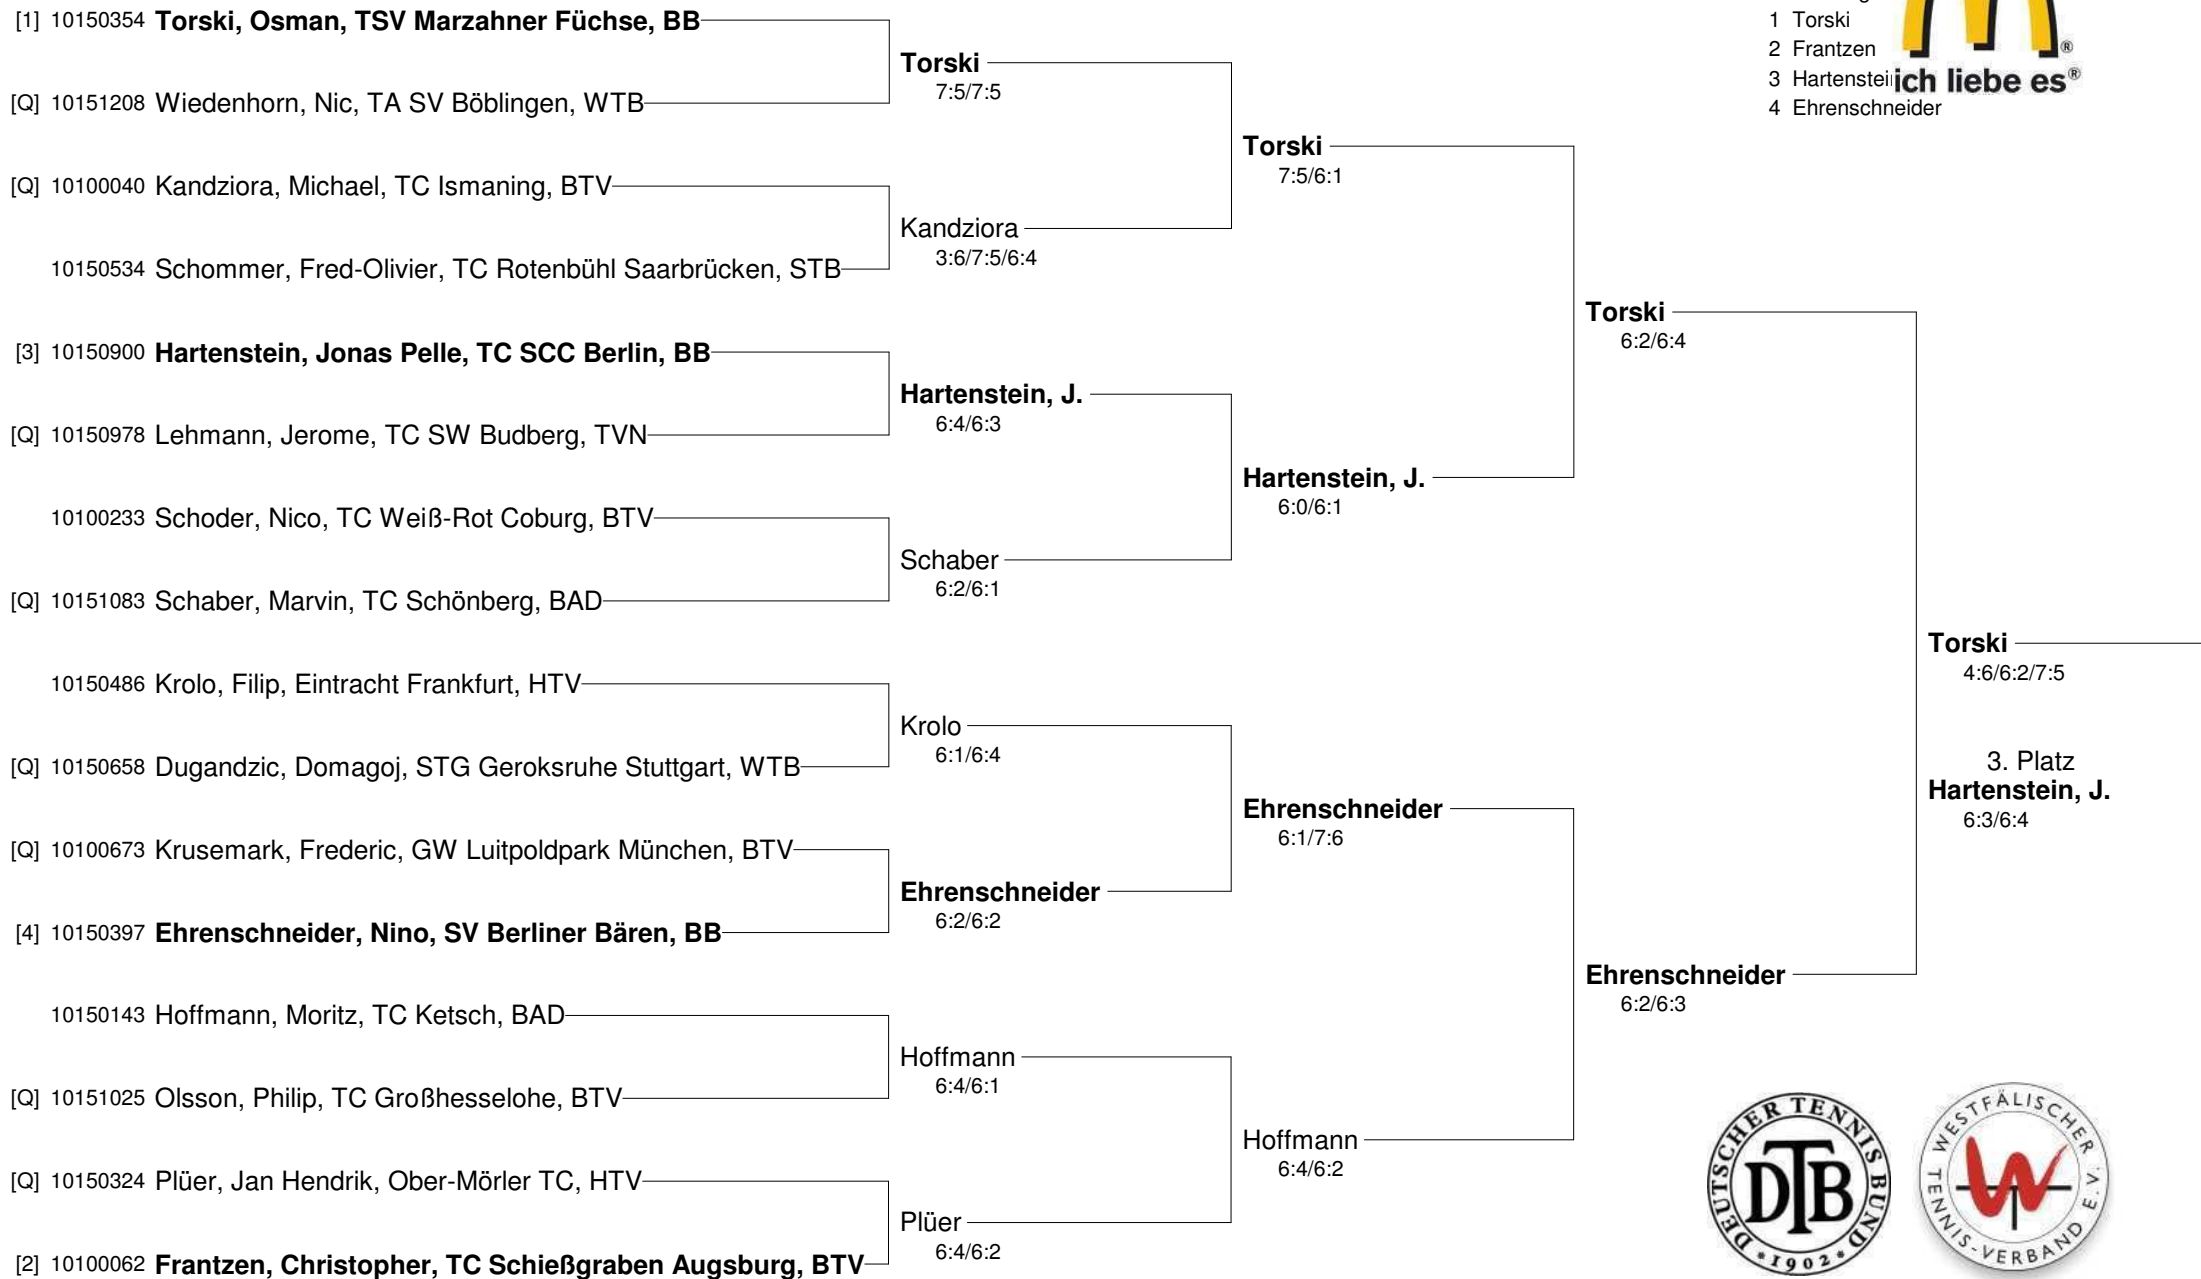 [1] 10150354 Torski, Osman, TSV Marzahner Füchse, BB
[Q] 10151208 Wiedenhorn, Nic, TA SV Böblingen, WTB
[Q] 10100040 Kandziora, Michael, TC Ismaning, BTV
10150534 Schommer, Fred-Olivier, TC Rotenbühl Saarbrücken, STB
[3] 10150900 Hartenstein, Jonas Pelle, TC SCC Berlin, BB
[Q] 10150978 Lehmann, Jerome, TC SW Budberg, TVN
10100233 Schoder, Nico, TC Weiß-Rot Coburg, BTV
[Q] 10151083 Schaber, Marvin, TC Schönberg, BAD
10150486 Krolo, Filip, Eintracht Frankfurt, HTV
[Q] 10150658 Dugandzic, Domagoj, STG Geroksruhe Stuttgart, WTB
[Q] 10100673 Krusemark, Frederic, GW Luitpoldpark München, BTV
[4] 10150397 Ehrenschneider, Nino, SV Berliner Bären, BB
10150143 Hoffmann, Moritz, TC Ketsch, BAD
[Q] 10151025 Olsson, Philip, TC Großhesselohe, BTV
[Q] 10150324 Plüer, Jan Hendrik, Ober-Mörler TC, HTV
[2] 10100062 Frantzen, Christopher, TC Schießgraben Augsburg, BTV
Torski
7:5/7:5
Kandziora
3:6/7:5/6:4
Hartenstein, J.
6:4/6:3
Schaber
6:2/6:1
Krolo
6:1/6:4
Ehrenschneider
6:2/6:2
Hoffmann
6:4/6:1
Plüer
6:4/6:2
Torski
7:5/6:1
Hartenstein, J.
6:0/6:1
Ehrenschneider
6:1/7:6
Hoffmann
6:4/6:2
Torski
6:2/6:4
Ehrenschneider
6:2/6:3
Torski
4:6/6:2/7:5
3. Platz
Hartenstein, J.
6:3/6:4
1 Torski
2 Frantzen
3 Hartenstein
4 Ehrenschneider
®
ich liebe es®
DEUTSCHER TENNIS BUND
DTB
*1902*
WESTFÄLISCHER
TENNIS-VERBAND E.V.